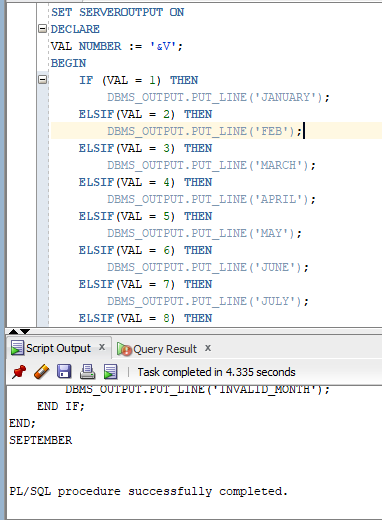 SET SERVEROUTPUT ON
DECLARE
VAL NUMBER := '&V';
BEGIN
    IF (VAL = 1) THEN
        DBMS_OUTPUT.PUT_LINE('JANUARY');
    ELSIF(VAL = 2) THEN
        DBMS_OUTPUT.PUT_LINE('FEB');
    ELSIF(VAL = 3) THEN
        DBMS_OUTPUT.PUT_LINE('MARCH');
    ELSIF(VAL = 4) THEN
        DBMS_OUTPUT.PUT_LINE('APRIL');
    ELSIF(VAL = 5) THEN
        DBMS_OUTPUT.PUT_LINE('MAY');
    ELSIF(VAL = 6) THEN
        DBMS_OUTPUT.PUT_LINE('JUNE');
    ELSIF(VAL = 7) THEN
        DBMS_OUTPUT.PUT_LINE('JULY');
    ELSIF(VAL = 8) THEN
Script Output x Query Result x
Task completed in 4.335 seconds
        DBMS_OUTPUT.PUT_LINE('INVALID_MONTH');
    END IF;
END;
SEPTEMBER
PL/SQL procedure successfully completed.